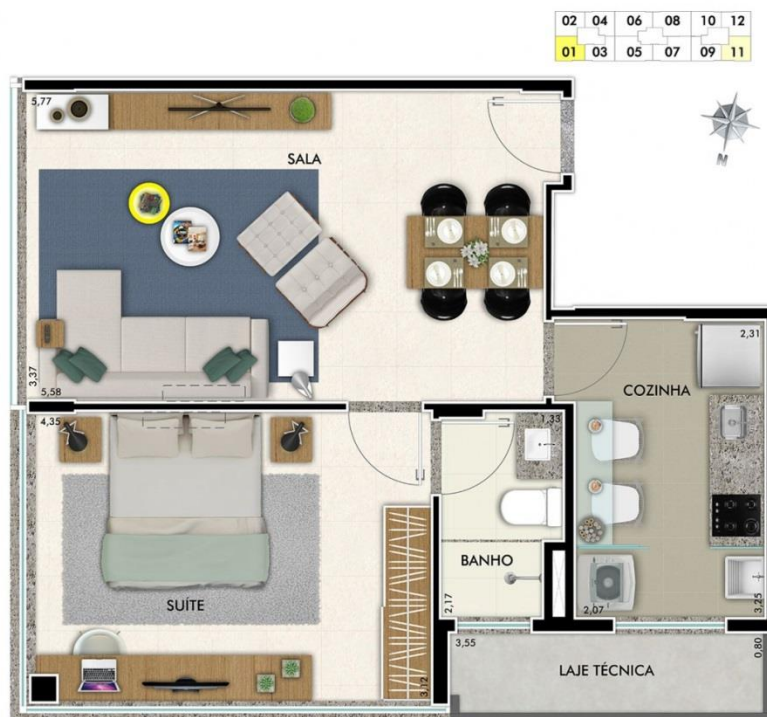 02 04 06 08 10 12
01 03 05 07 09 11
5,77
N
SALA
2,31
COZINHA
3,37
5,58
4,35
1,33
BANHO
SUÍTE
2,17
2,07
3,25
3,55
0,80
LAJE TÉCNICA
3,12